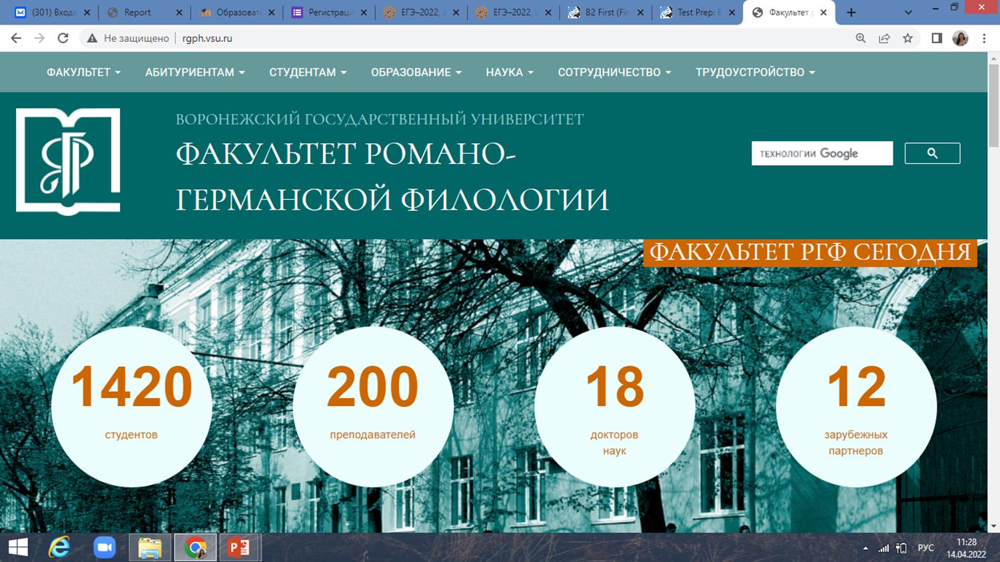 (301) Входя
Report
Образоват
Регистраци
ЕГЭ–2022, а
ЕГЭ–2022, а
B2 First (Fir
Test Prep: B
Факультет р
Не защищено
rgph.vsu.ru
ФАКУЛЬТЕТ
АБИТУРИЕНТАМ
СТУДЕНТАМ
ОБРАЗОВАНИЕ
НАУКА
СОТРУДНИЧЕСТВО
ТРУДОУСТРОЙСТВО
ВОРОНЕЖСКИЙ ГОСУДАРСТВЕННЫЙ УНИВЕРСИТЕТ
ФАКУЛЬТЕТ РОМАНО-
ГЕРМАНСКОЙ ФИЛОЛОГИИ
ТЕХНОЛОГИИ Google
ФАКУЛЬТЕТ РГФ СЕГОДНЯ
1420
студентов
200
преподавателей
18
докторов
наук
12
зарубежных
партнеров
РУС
11:28
14.04.2022